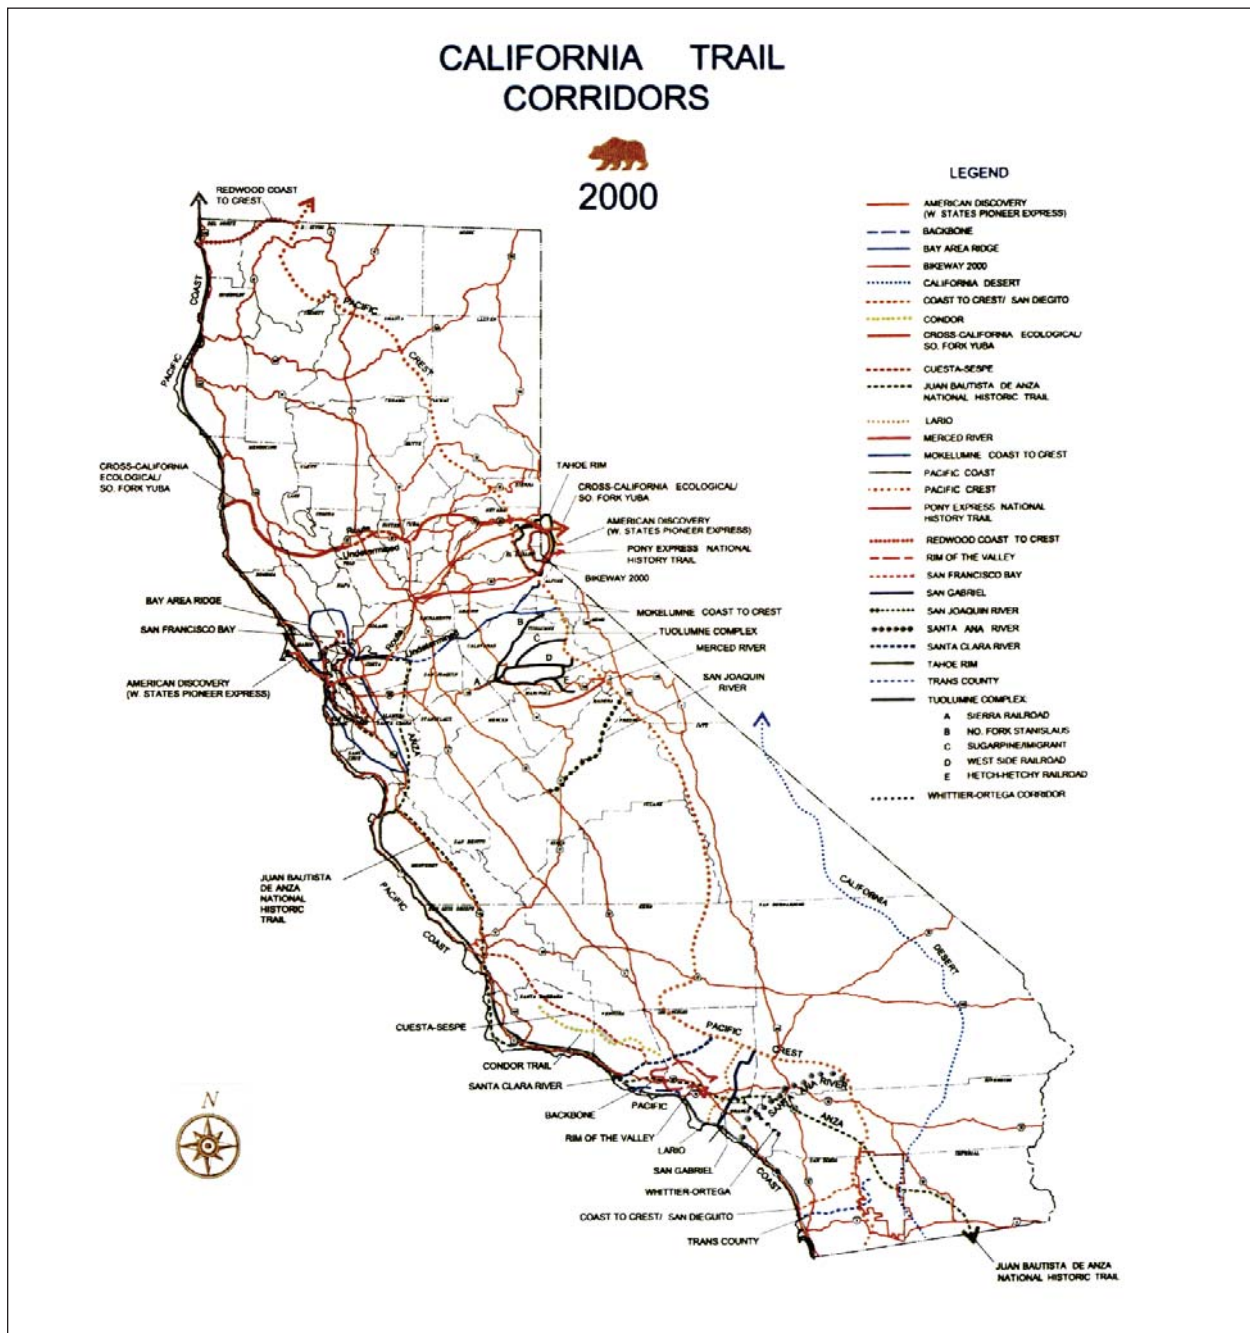 CALIFORNIA TRAIL
CORRIDORS
2000
REDWOOD COAST
TO CREST
COAST
PACIFIC
PACIFIC
CREST
CROSS-CALIFORNIA
ECOLOGICAL/
SO. FORK YUBA
TAHOE RIM
CROSS-CALIFORNIA ECOLOGICAL/
SO. FORK YUBA
AMERICAN DISCOVERY
(W. STATES PIONEER EXPRESS)
PONY EXPRESS NATIONAL
HISTORY TRAIL
BIKEWAY 2000
Route
Undetermined
BAY AREA RIDGE
SAN FRANCISCO BAY
AMERICAN DISCOVERY
(W. STATES PIONEER EXPRESS)
Route
Undetermined
MOKELUMNE COAST TO CREST
TUOLUMNE COMPLEX
MERCED RIVER
SAN JOAQUIN
RIVER
A
B
C
D
E
ANZA
JUAN BAUTISTA
DE ANZA
NATIONAL
HISTORIC
TRAIL
PACIFIC
COAST
CALIFORNIA
DESERT
CUESTA-SESPE
CONDOR TRAIL
SANTA CLARA RIVER
BACKBONE
PACIFIC
RIM OF THE VALLEY
LARIO
SAN GABRIEL
WHITTIER-ORTEGA
COAST
COAST TO CREST/ SAN DIEGUITO
TRANS COUNTY
PACIFIC
CREST
SANTA ANA RIVER
ANZA
JUAN BAUTISTA DE ANZA
NATIONAL HISTORIC TRAIL
N
LEGEND
AMERICAN DISCOVERY
(W. STATES PIONEER EXPRESS)
BACKBONE
BAY AREA RIDGE
BIKEWAY 2000
CALIFORNIA DESERT
COAST TO CREST/ SAN DIEGITO
CONDOR
CROSS-CALIFORNIA ECOLOGICAL/
SO. FORK YUBA
CUESTA-SESPE
JUAN BAUTISTA DE ANZA
NATIONAL HISTORIC TRAIL
LARIO
MERCED RIVER
MOKELUMNE COAST TO CREST
PACIFIC COAST
PACIFIC CREST
PONY EXPRESS NATIONAL
HISTORY TRAIL
REDWOOD COAST TO CREST
RIM OF THE VALLEY
SAN FRANCISCO BAY
SAN GABRIEL
SAN JOAQUIN RIVER
SANTA ANA RIVER
SANTA CLARA RIVER
TAHOE RIM
TRANS COUNTY
TUOLUMNE COMPLEX
A SIERRA RAILROAD
B NO. FORK STANISLAUS
C SUGARPINE/IMIGRANT
D WEST SIDE RAILROAD
E HETCH-HETCHY RAILROAD
WHITTIER-ORTEGA CORRIDOR